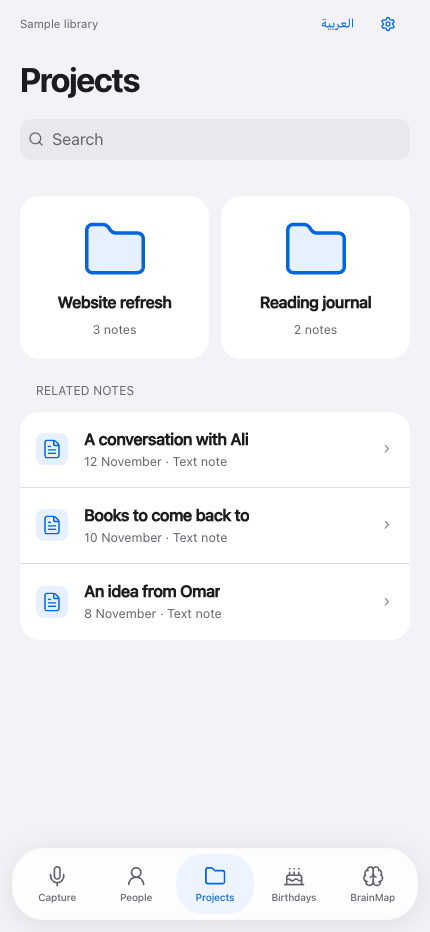 Sample library
العربية
Projects
Search
Website refresh
3 notes
Reading journal
2 notes
RELATED NOTES
A conversation with Ali
12 November · Text note
Books to come back to
10 November · Text note
An idea from Omar
8 November · Text note
Capture
People
Projects
Birthdays
BrainMap